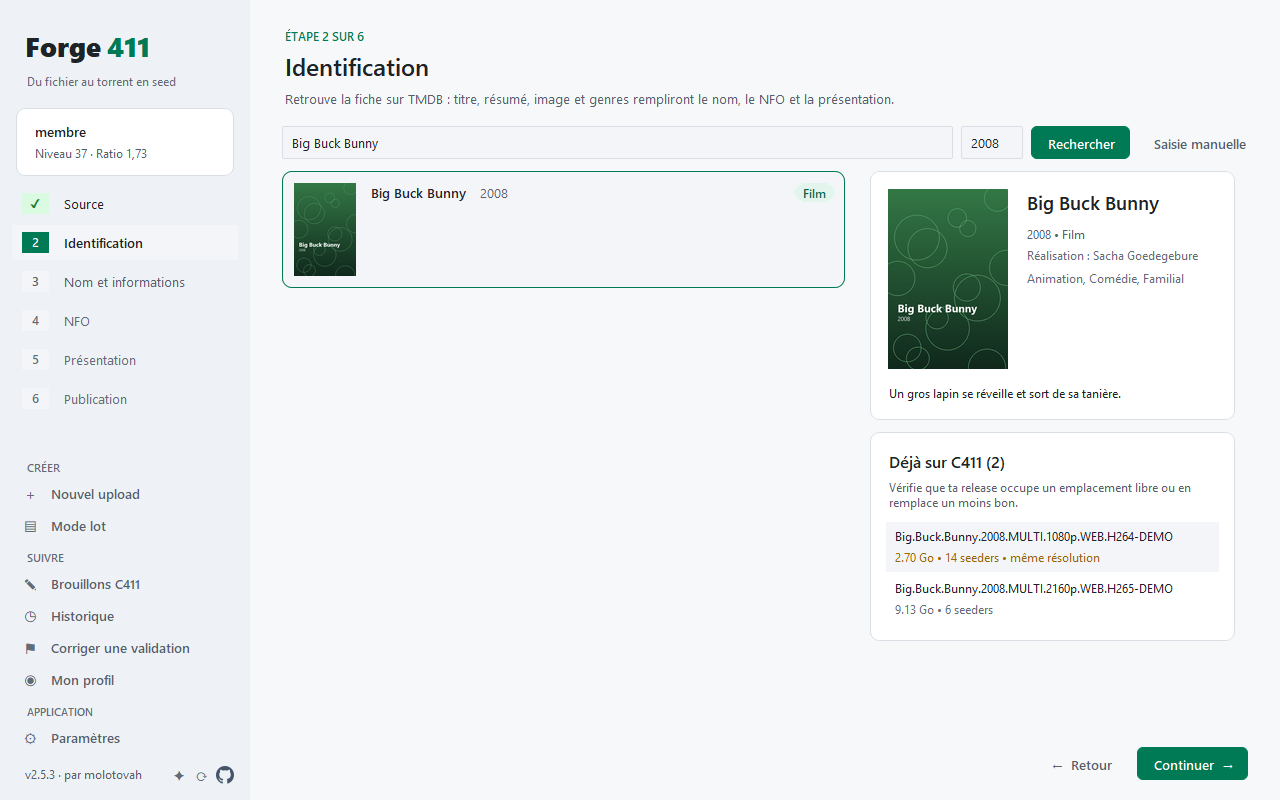 Forge 411
Du fichier au torrent en seed
membre
Niveau 37 · Ratio 1,73
✓ Source
2 Identification
3 Nom et informations
4 NFO
5 Présentation
6 Publication
CRÉER
+ Nouvel upload
Mode lot
SUIVRE
Brouillons C411
Historique
Corriger une validation
Mon profil
APPLICATION
Paramètres
v2.5.3 · par molotovah
ÉTAPE 2 SUR 6
Identification
Retrouve la fiche sur TMDB : titre, résumé, image et genres rempliront le nom, le NFO et la présentation.
Big Buck Bunny 2008 Rechercher Saisie manuelle
Big Buck Bunny 2008 Film
Big Buck Bunny
Big Buck Bunny
2008 • Film
Réalisation : Sacha Goedegebure
Animation, Comédie, Familial
Big Buck Bunny
2008
Un gros lapin se réveille et sort de sa tanière.
Déjà sur C411 (2)
Vérifie que ta release occupe un emplacement libre ou en
remplace un moins bon.
Big.Buck.Bunny.2008.MULTI.1080p.WEB.H264-DEMO
2.70 Go • 14 seeders • même résolution
Big.Buck.Bunny.2008.MULTI.2160p.WEB.H265-DEMO
9.13 Go • 6 seeders
← Retour Continuer →